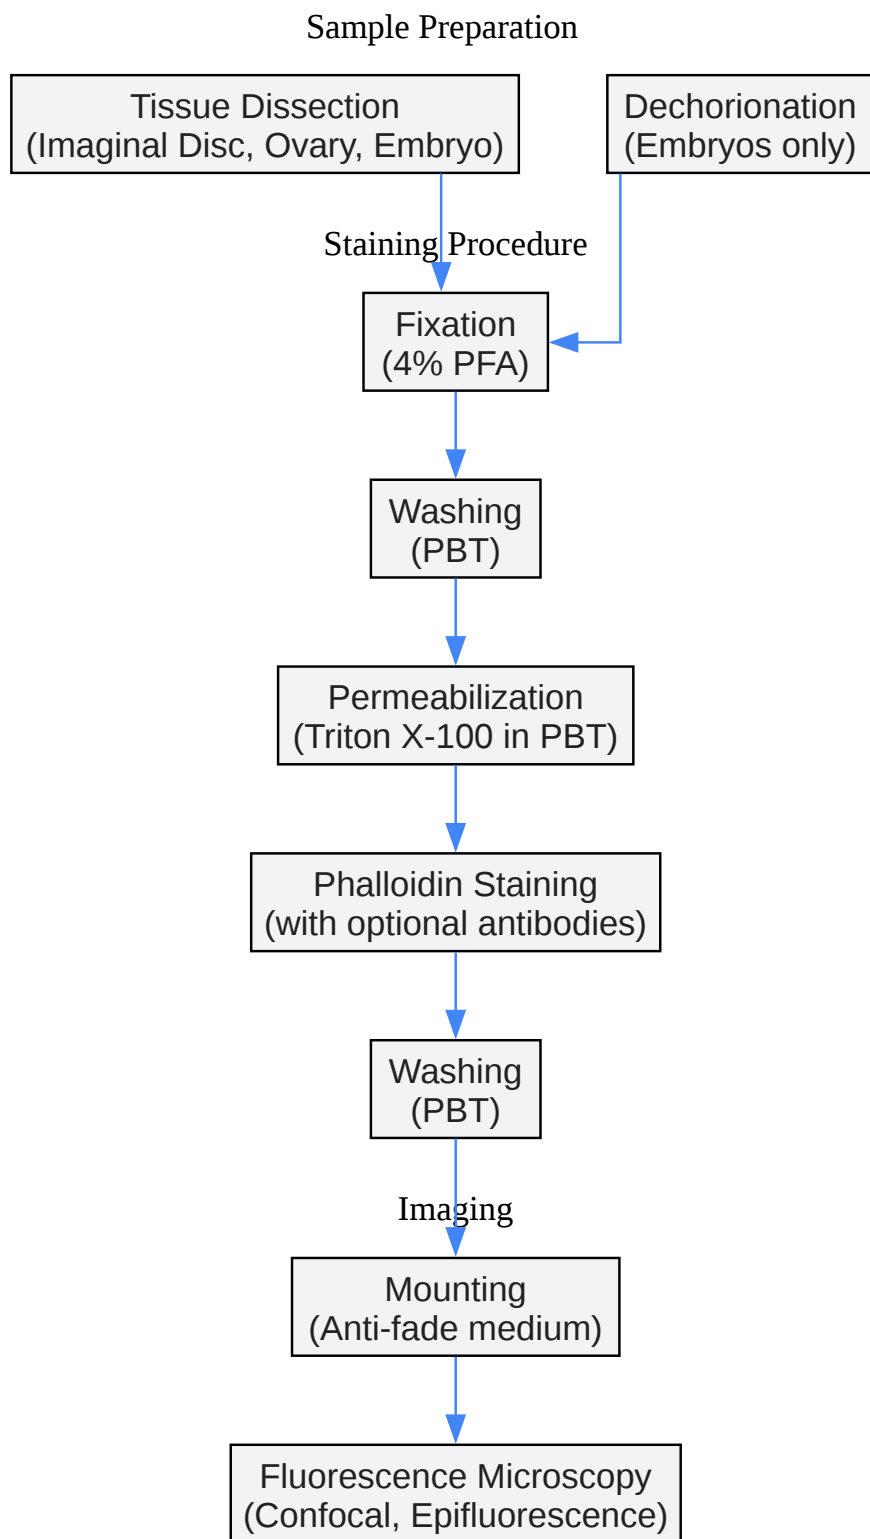 Sample Preparation
Tissue Dissection
(Imaginal Disc, Ovary, Embryo)
Dechorionation
(Embryos only)
Staining Procedure
Fixation
(4% PFA)
Washing
(PBT)
Permeabilization
(Triton X-100 in PBT)
Phalloidin Staining
(with optional antibodies)
Washing
(PBT)
Imaging
Mounting
(Anti-fade medium)
Fluorescence Microscopy
(Confocal, Epifluorescence)